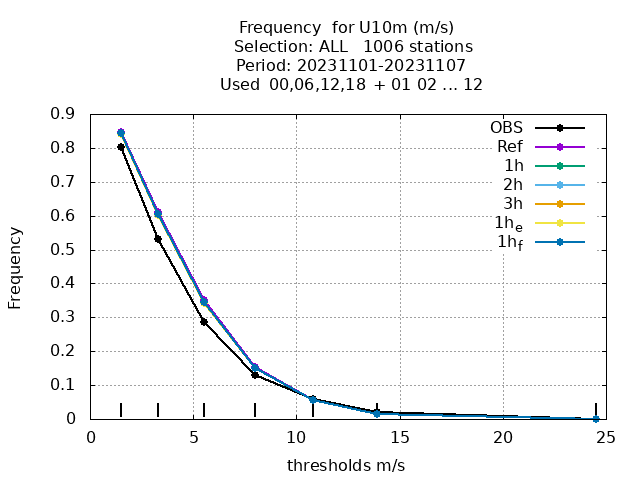 Frequency  for U10m (m/s)
Selection: ALL   1006 stations
Period: 20231101-20231107
Used  00,06,12,18  + 01 02 ... 12
Frequency
0.9
0.8
0.7
0.6
0.5
0.4
0.3
0.2
0.1
0
OBS
Ref
1h
2h
3h
1he
1hf
0 5 10 15 20 25
thresholds m/s